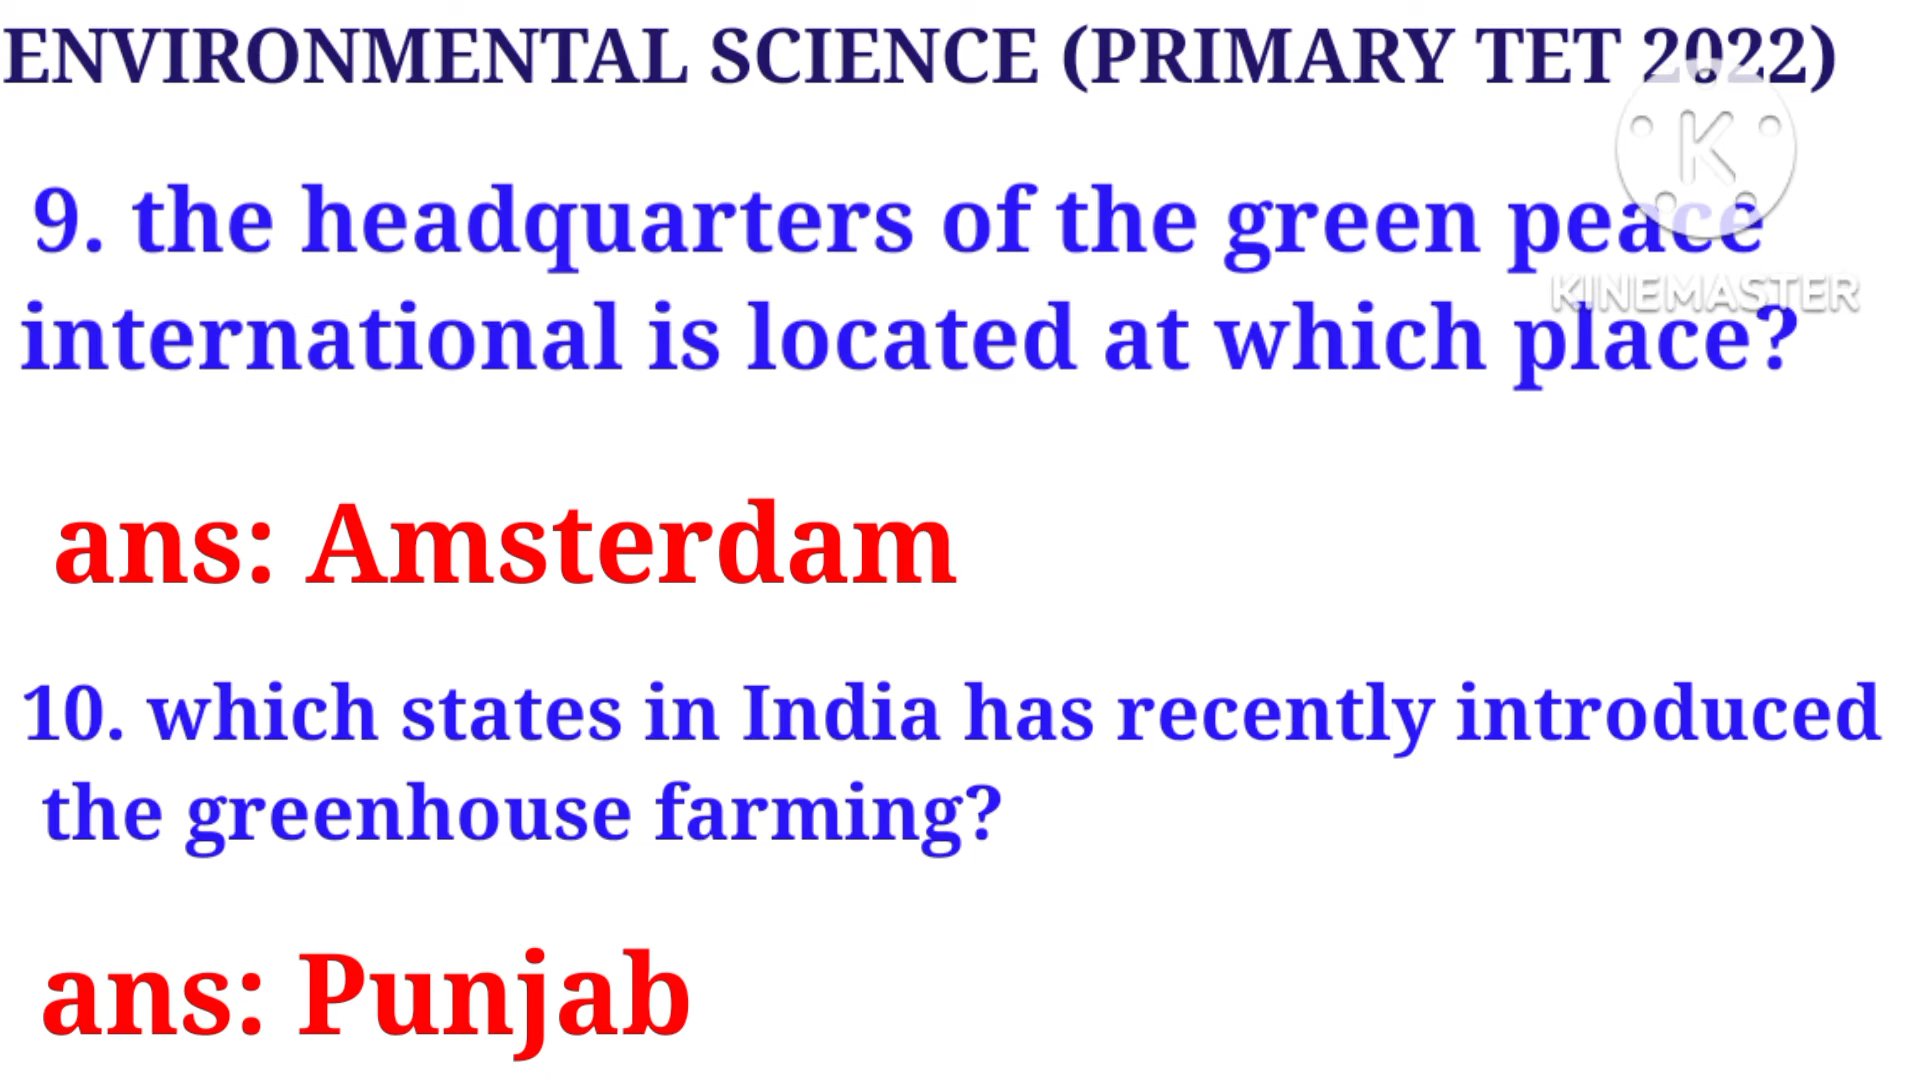 ENVIRONMENTAL SCIENCE (PRIMARY TET 2022)
K
9. the headquarters of the green peace
KINEMASTER
international is located at which place?
ans: Amsterdam
10. which states in India has recently introduced
the greenhouse farming?
ans: Punjab